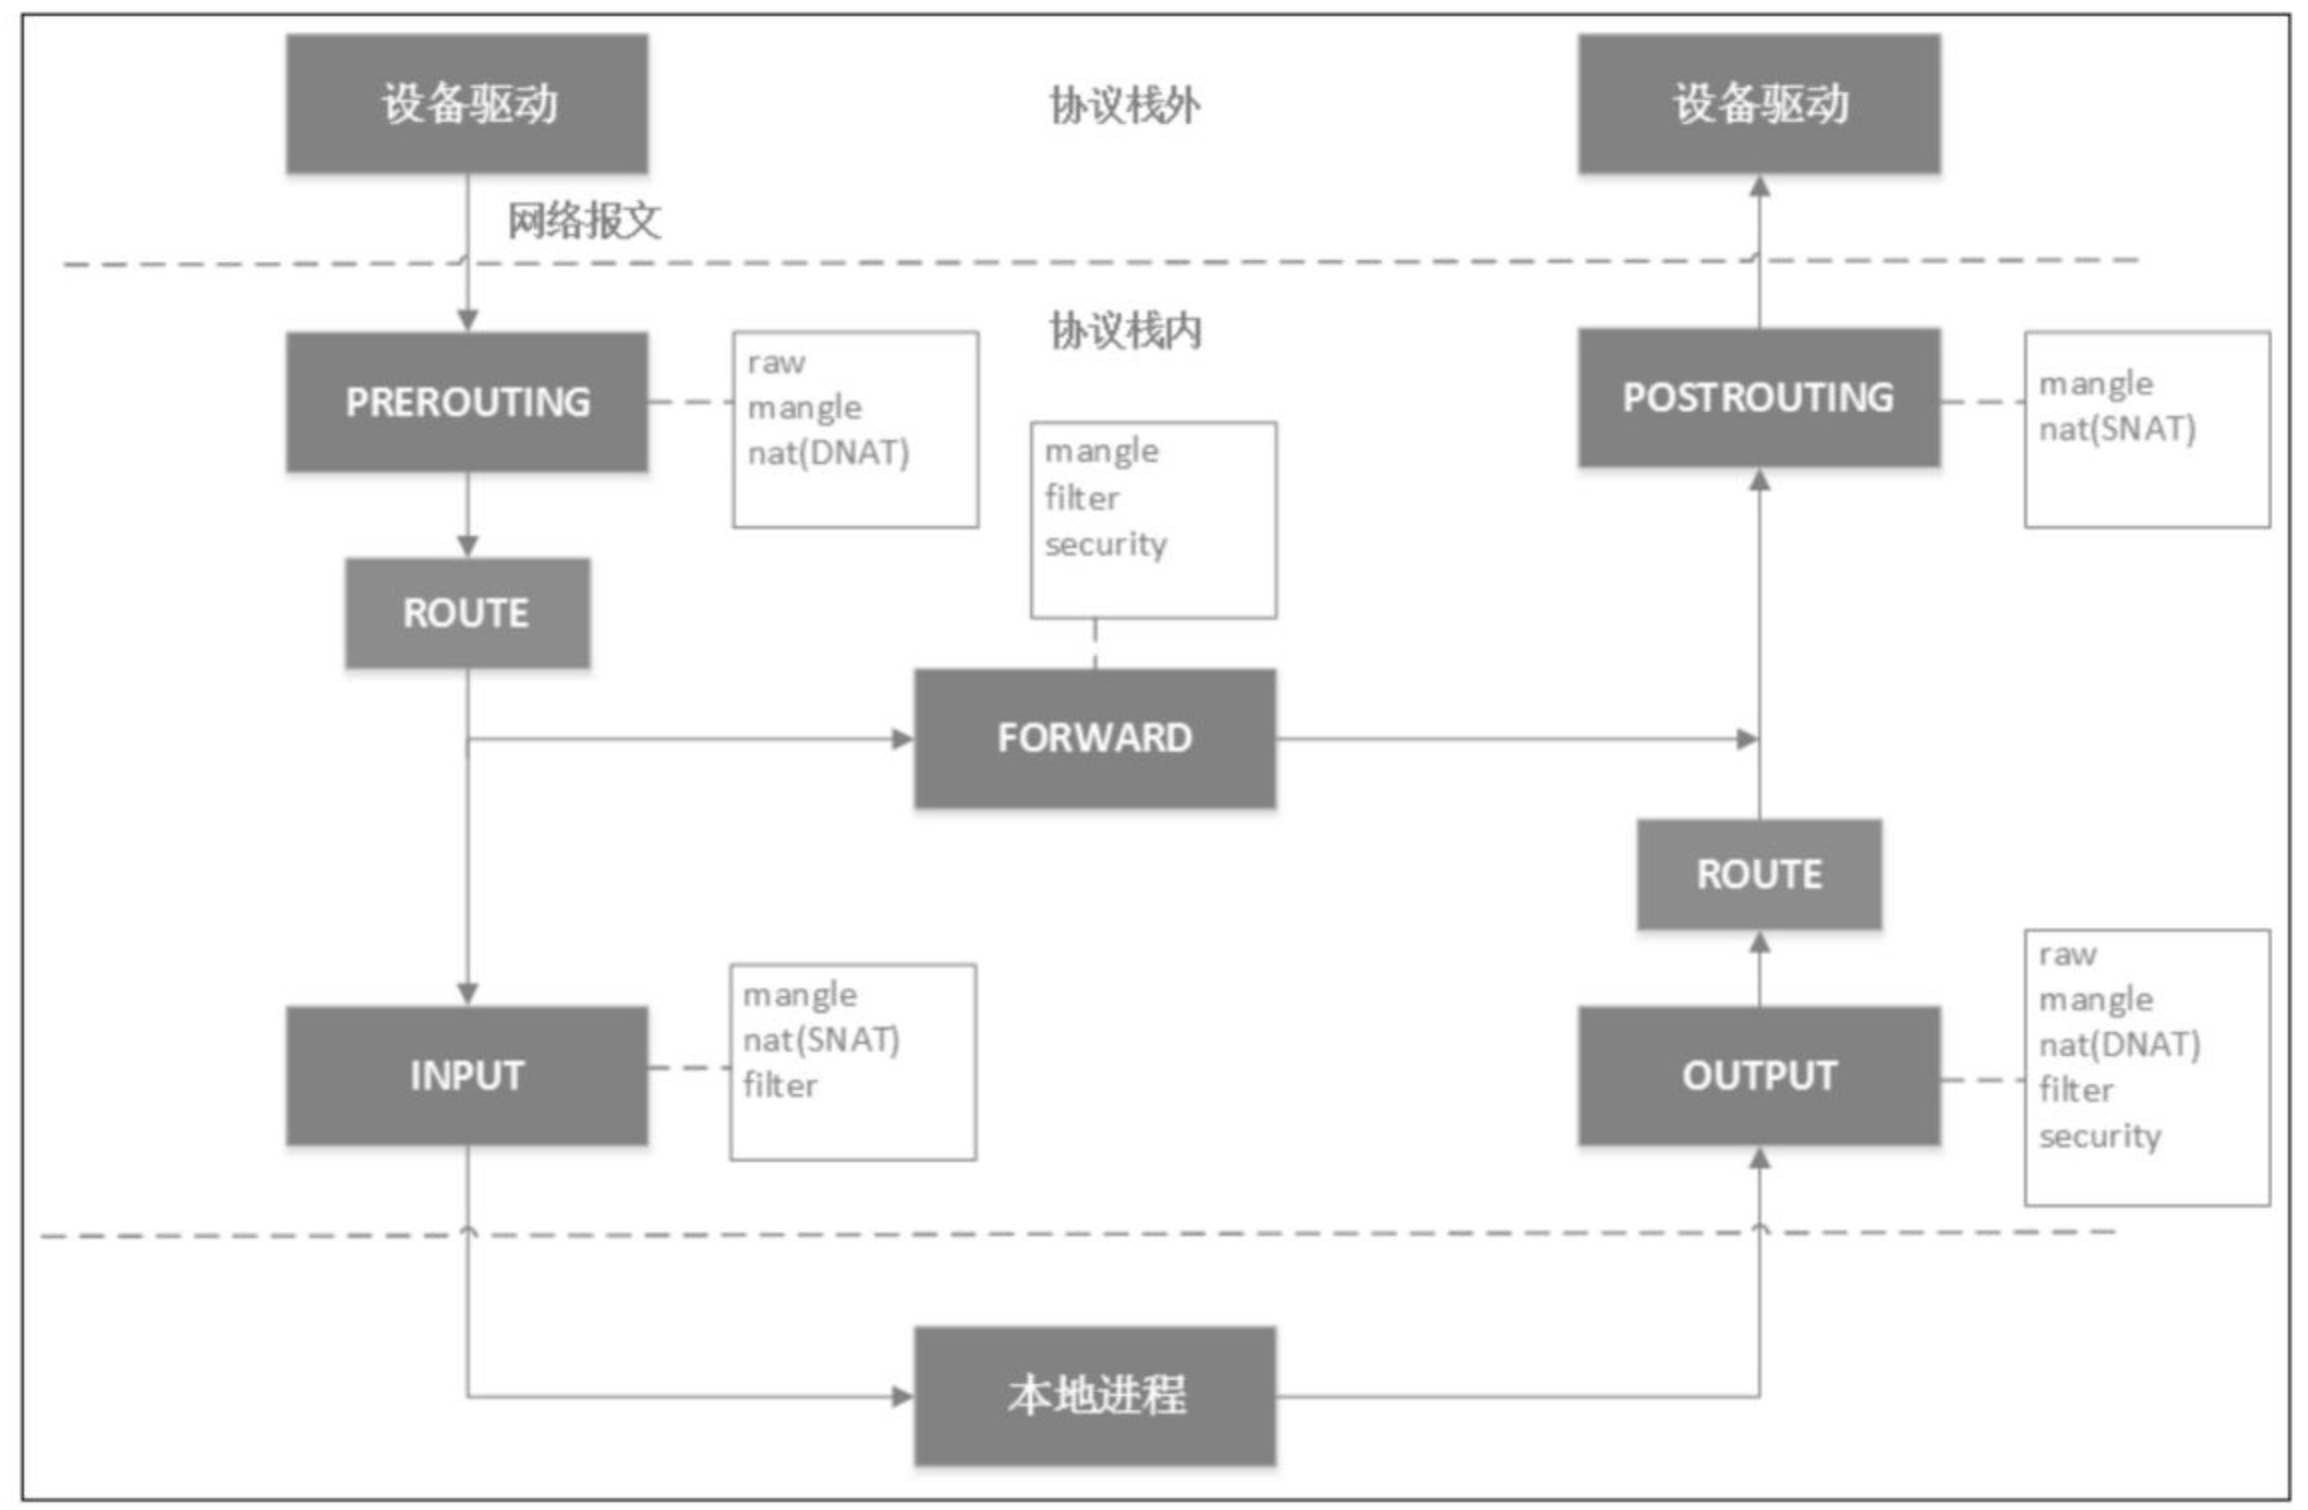 设备驱动
协议栈外
设备驱动
网络报文
协议栈内
PREROUTING
raw
mangle
nat(DNAT)
POSTROUTING
mangle
nat(SNAT)
mangle
filter
security
ROUTE
FORWARD
ROUTE
INPUT
mangle
nat(SNAT)
filter
OUTPUT
raw
mangle
nat(DNAT)
filter
security
本地进程